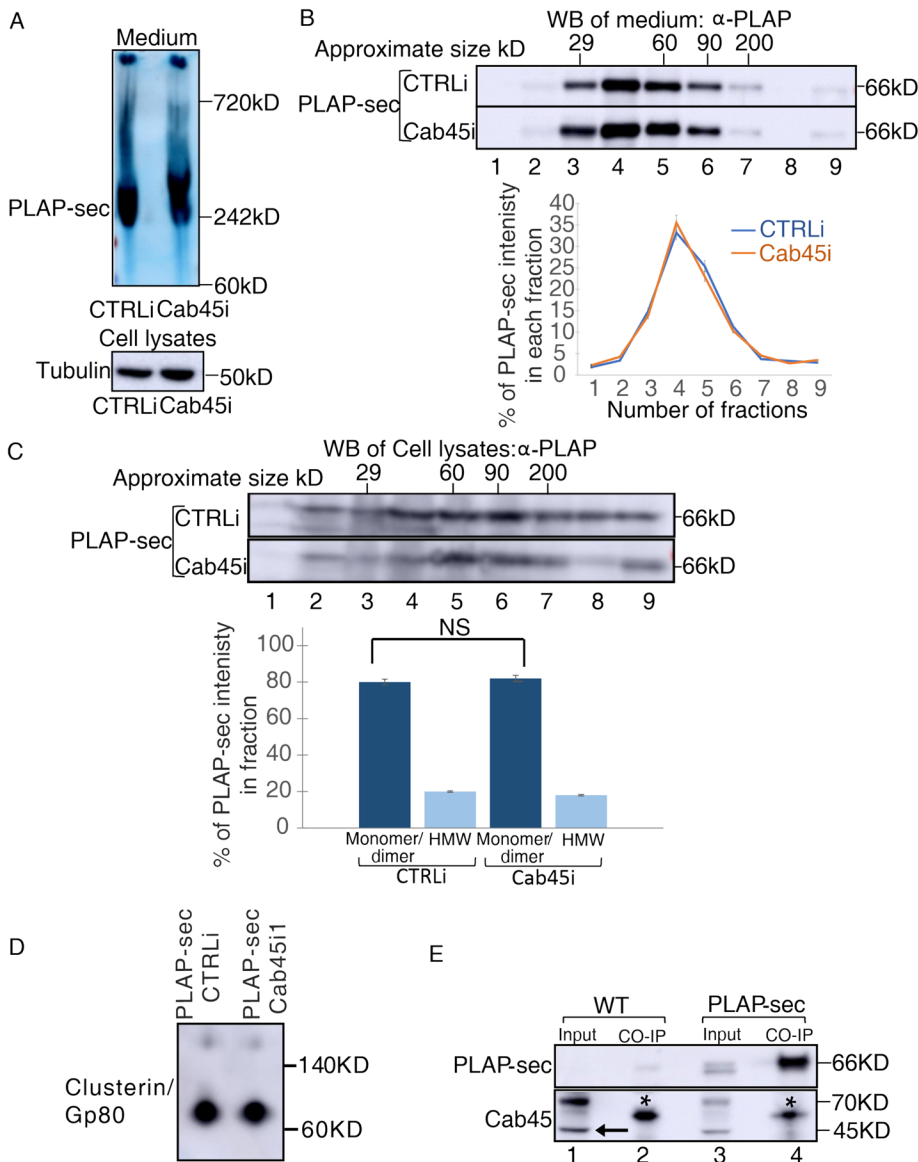 A
Medium
720kD
PLAP-sec
242kD
60kD
CTRLi Cab45i
Cell lysates
Tubulin
50kD
CTRLi Cab45i
B
WB of medium: α-PLAP
Approximate size kD 29 60 90 200
PLAP-sec
CTRLi
66kD
Cab45i
66kD
1 2 3 4 5 6 7 8 9
% of PLAP-sec intenisty
in each fraction
40
35
30
25
20
15
10
5
0
CTRLi
Cab45i
1 2 3 4 5 6 7 8 9
Number of fractions
C
WB of Cell lysates:α-PLAP
Approximate size kD 29 60 90 200
PLAP-sec
CTRLi
66kD
Cab45i
66kD
1 2 3 4 5 6 7 8 9
% of PLAP-sec intenisty
in fraction
100
80
60
40
20
0
NS
Monomer/
dimer
HMW
Monomer/
dimer
HMW
CTRLi
Cab45i
D
PLAP-sec
CTRLi
PLAP-sec
Cab45i1
140KD
Clusterin/
Gp80
60KD
E
WT PLAP-sec
Input CO-IP Input CO-IP
PLAP-sec
66KD
Cab45
* *
70KD
45KD
1 2 3 4